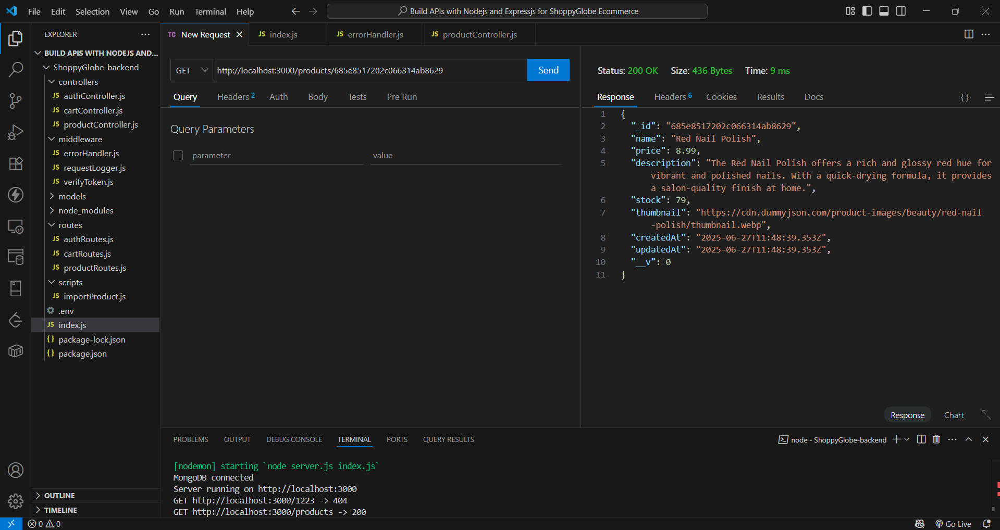 File Edit Selection View Go Run Terminal Help
Build APIs with Nodejs and Expressjs for ShoppyGlobe Ecommerce
EXPLORER
BUILD APIS WITH NODEJS AND...
ShoppyGlobe-backend
controllers
JS authController.js
JS cartController.js
JS productController.js
middleware
JS errorHandler.js
JS requestLogger.js
JS verifyToken.js
models
node_modules
routes
JS authRoutes.js
JS cartRoutes.js
JS productRoutes.js
scripts
JS importProduct.js
.env
JS index.js
{} package-lock.json
{} package.json
OUTLINE
TIMELINE
TC New Request
JS index.js
JS errorHandler.js
JS productController.js
GET http://localhost:3000/products/685e8517202c066314ab8629 Send
Query Headers 2 Auth Body Tests Pre Run
Query Parameters
parameter value
Status: 200 OK Size: 436 Bytes Time: 9 ms
Response Headers 6 Cookies Results Docs {}
1 {
2 "_id": "685e8517202c066314ab8629",
3 "name": "Red Nail Polish",
4 "price": 8.99,
5 "description": "The Red Nail Polish offers a rich and glossy red hue for
vibrant and polished nails. With a quick-drying formula, it provides
a salon-quality finish at home.",
6 "stock": 79,
7 "thumbnail": "https://cdn.dummyjson.com/product-images/beauty/red-nail
-polish/thumbnail.webp",
8 "createdAt": "2025-06-27T11:48:39.353Z",
9 "updatedAt": "2025-06-27T11:48:39.353Z",
10 "__v": 0
11 }
Response Chart
PROBLEMS OUTPUT DEBUG CONSOLE TERMINAL PORTS QUERY RESULTS
node - ShoppyGlobe-backend
[nodemon] starting `node server.js index.js`
MongoDB connected
Server running on http://localhost:3000
GET http://localhost:3000/1223 -> 404
GET http://localhost:3000/products -> 200
0 0
Go Live